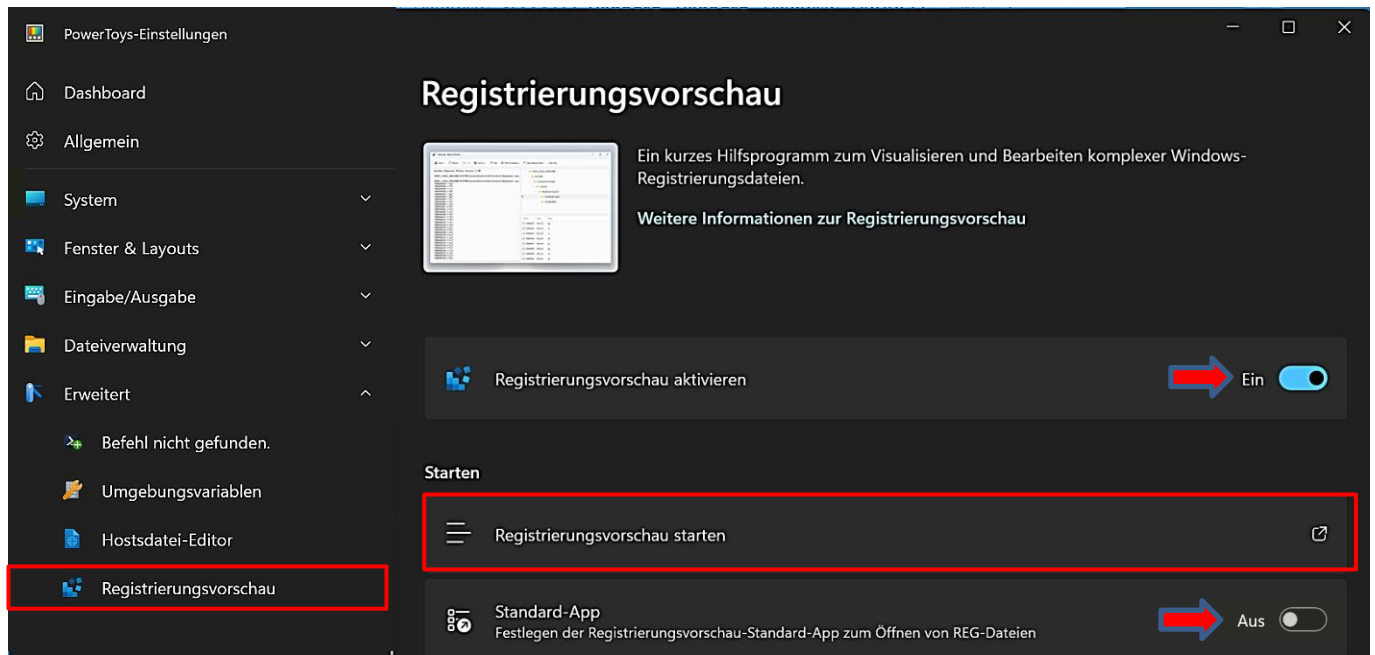 PowerToys-Einstellungen
Dashboard
Allgemein
System
Fenster & Layouts
Eingabe/Ausgabe
Dateiverwaltung
Erweitert
Befehl nicht gefunden.
Umgebungsvariablen
Hostsdatei-Editor
Registrierungsvorschau
Registrierungsvorschau
Ein kurzes Hilfsprogramm zum Visualisieren und Bearbeiten komplexer Windows-
Registrierungsdateien.
Weitere Informationen zur Registrierungsvorschau
Registrierungsvorschau aktivieren
Ein
Starten
Registrierungsvorschau starten
Standard-App
Festlegen der Registrierungsvorschau-Standard-App zum Öffnen von REG-Dateien
Aus